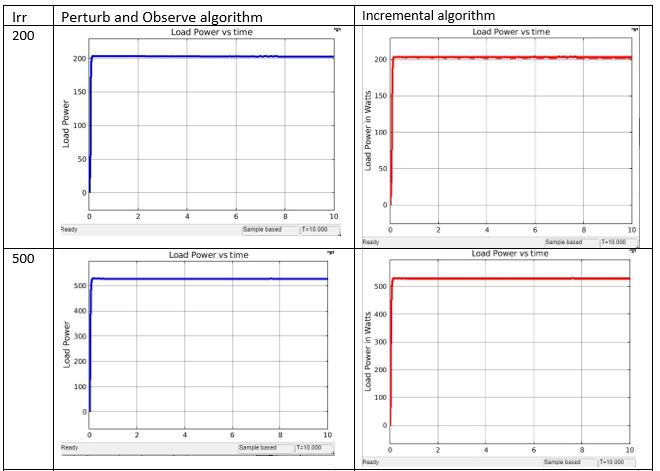 Irr
Perturb and Observe algorithm
Incremental algorithm
200
Load Power vs time
Load Power
200
150
100
50
0
0 2 4 6 8 10
Ready
Sample based
T=10.000
Load Power vs time
Load Power in Watts
200
150
100
50
0
0 2 4 6 8 10
Ready
Sample based
T=10.000
500
Load Power vs time
Load Power
500
400
300
200
100
0
0 2 4 6 8 10
Ready
Sample based
T=10.000
Load Power vs time
Load Power in Watts
500
400
300
200
100
0
0 2 4 6 8 10
Ready
Sample based
T=10.000